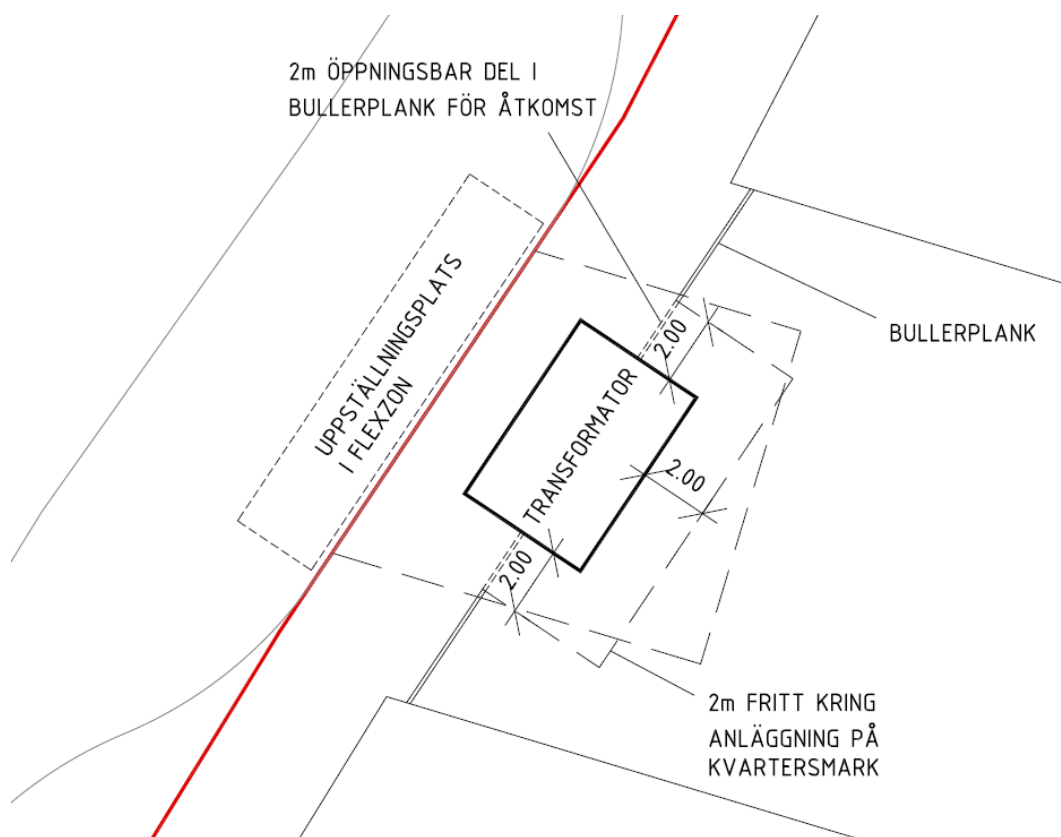 2m ÖPPNINGSBAR DEL I
BULLERPLANK FÖR ÅTKOMST
UPPSTÄLLNINGSPLATS
I FLEXZON
BULLERPLANK
2.00
TRANSFORMATOR
2.00
2.00
2m FRITT KRING
ANLÄGGNING PÅ
KVARTERSMARK